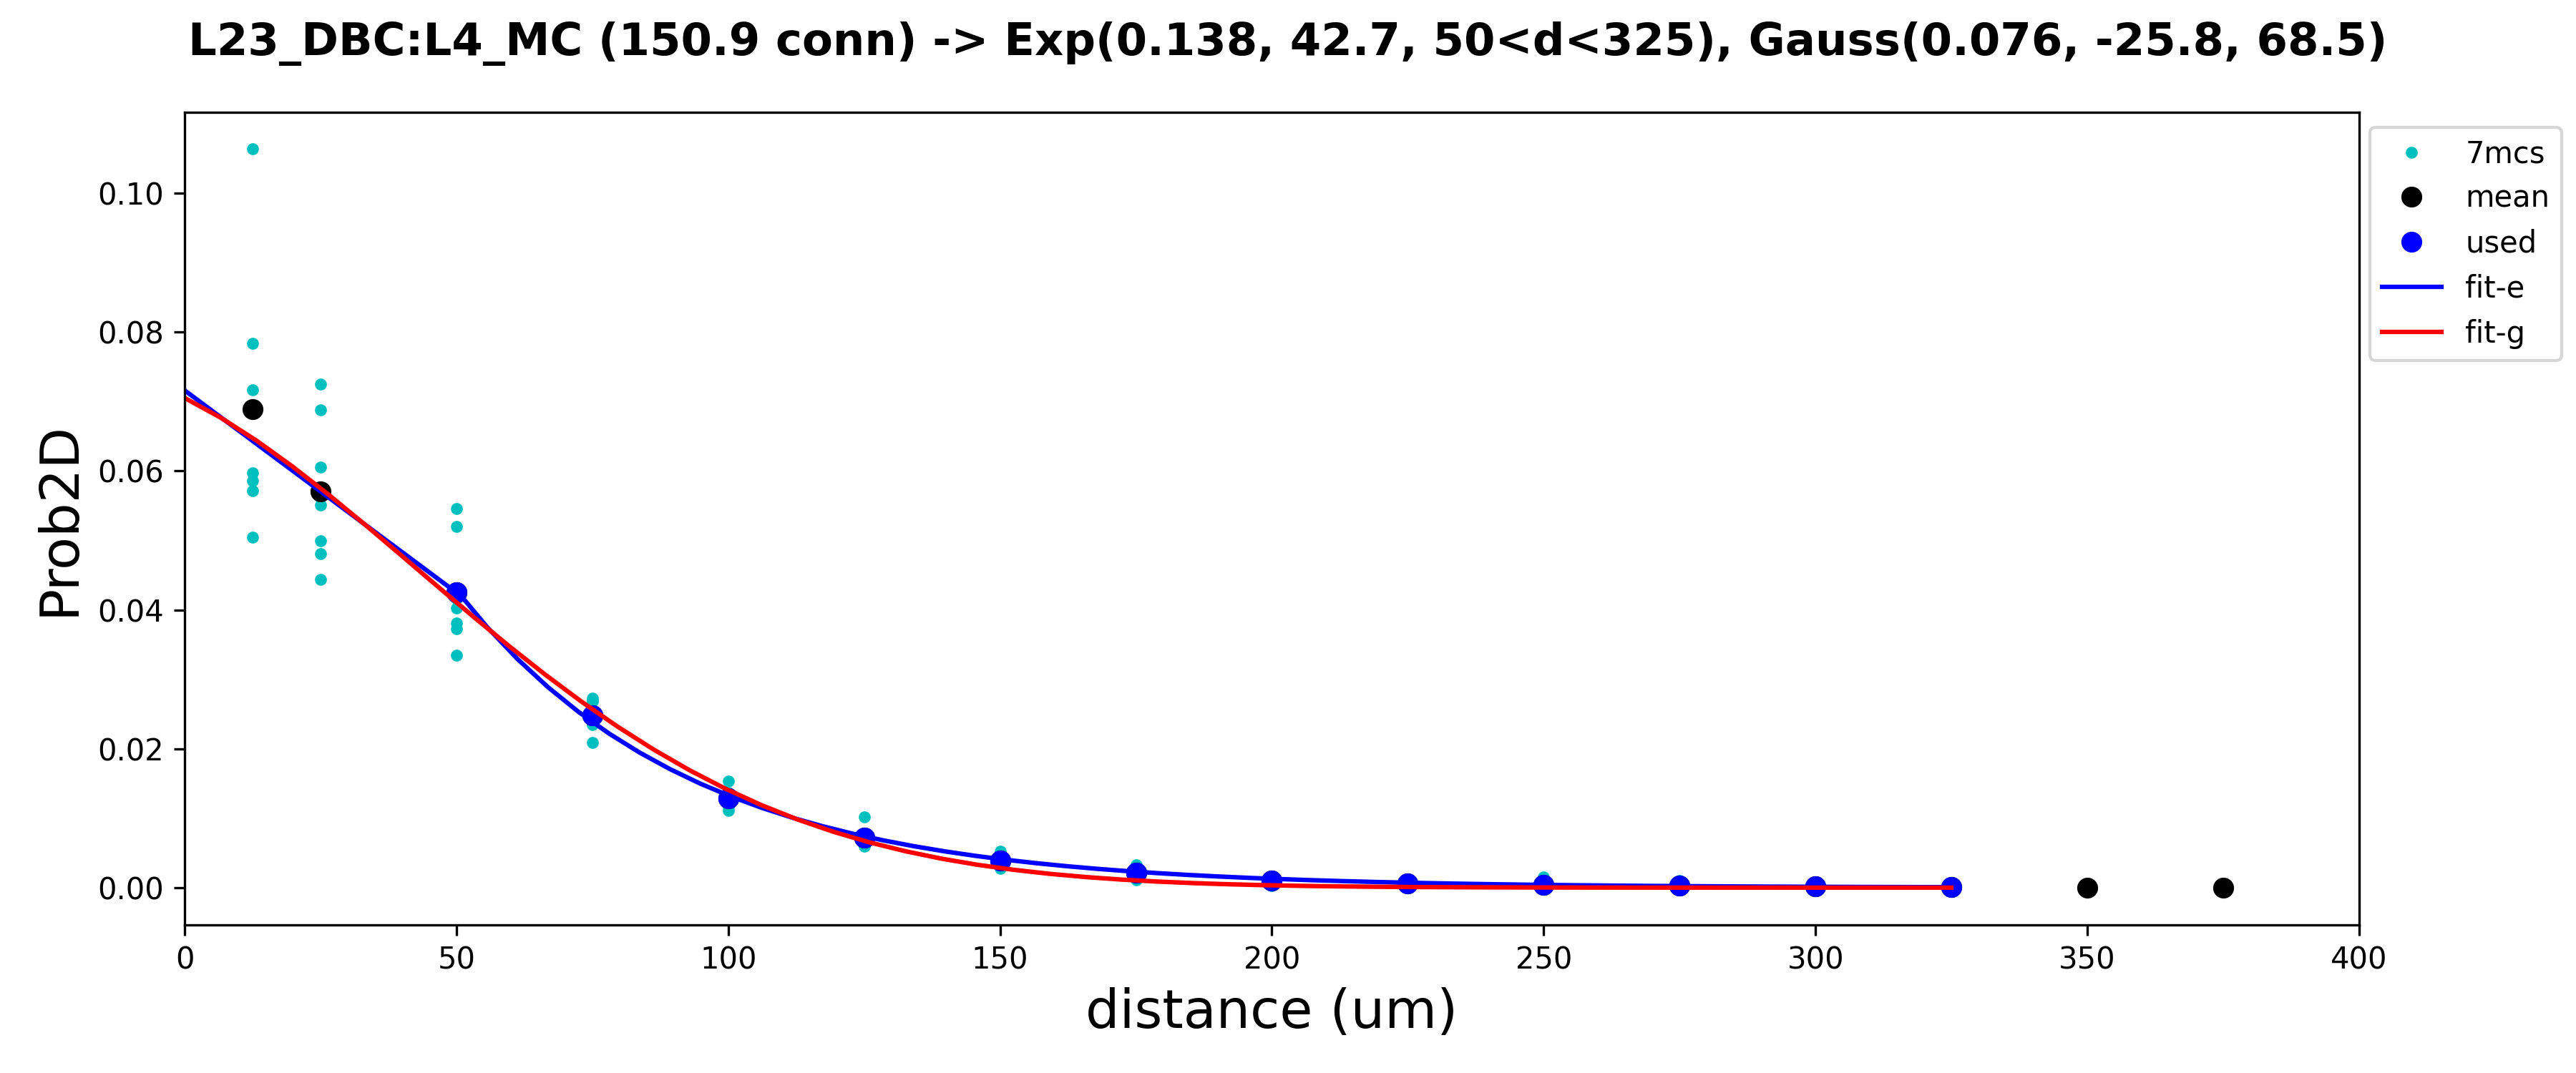 L23_DBC:L4_MC (150.9 conn) -> Exp(0.138, 42.7, 50<d<325), Gauss(0.076, -25.8, 68.5)
7mcs
mean
used
fit-e
fit-g
Prob2D
0.10
0.08
0.06
0.04
0.02
0.00
0 50 100 150 200 250 300 350 400
distance (um)